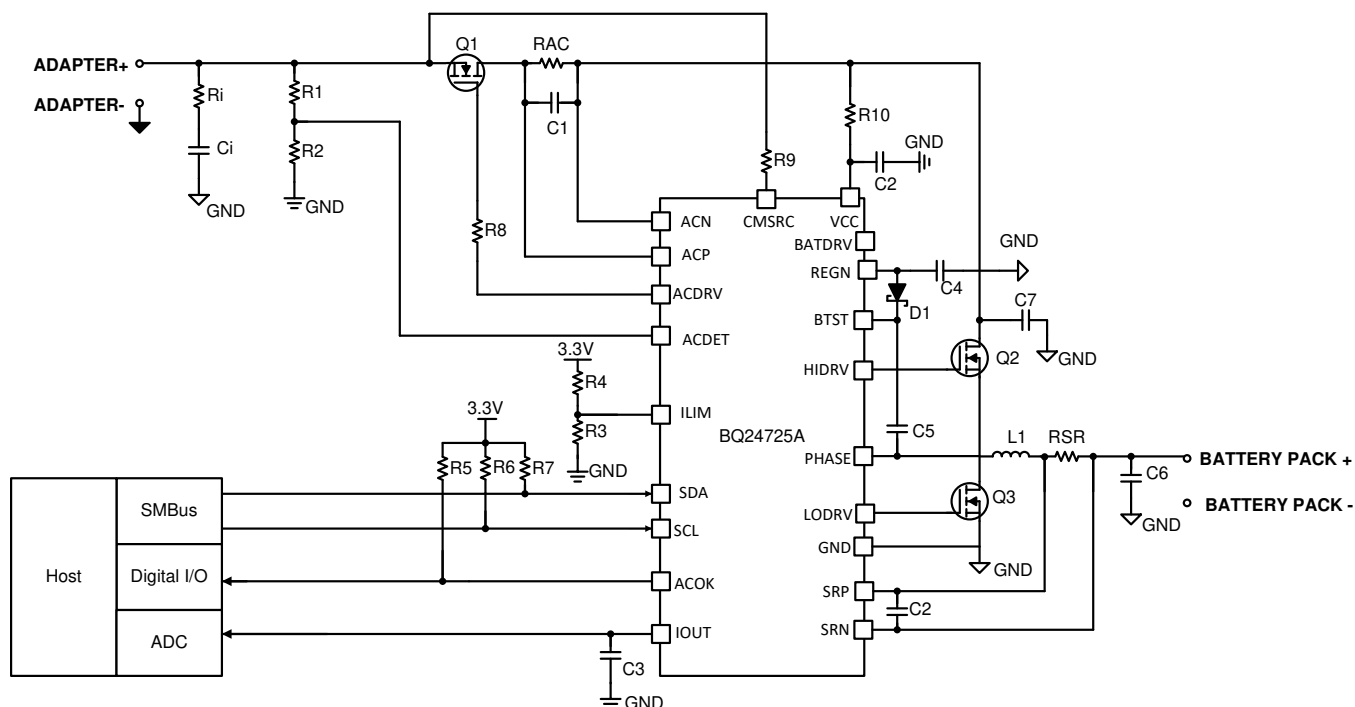 Q1
RAC
ADAPTER+
ADAPTER-
Ri
R1
C1
R10
GND
Ci
R2
R9
C2
GND
GND
R8
ACN
CMSRC
VCC
BATDRV
GND
ACP
REGN
C4
ACDRV
D1
C7
BTST
ACDET
3.3V
GND
Q2
R4
HIDRV
3.3V
ILIM
R3
BQ24725A
C5
L1
RSR
R5
R6
R7
GND
PHASE
BATTERY PACK +
C6
SDA
SMBus
Q3
BATTERY PACK -
LODRV
GND
SCL
GND
GND
Host
Digital I/O
ACOK
SRP
C2
IOUT
SRN
ADC
C3
GND